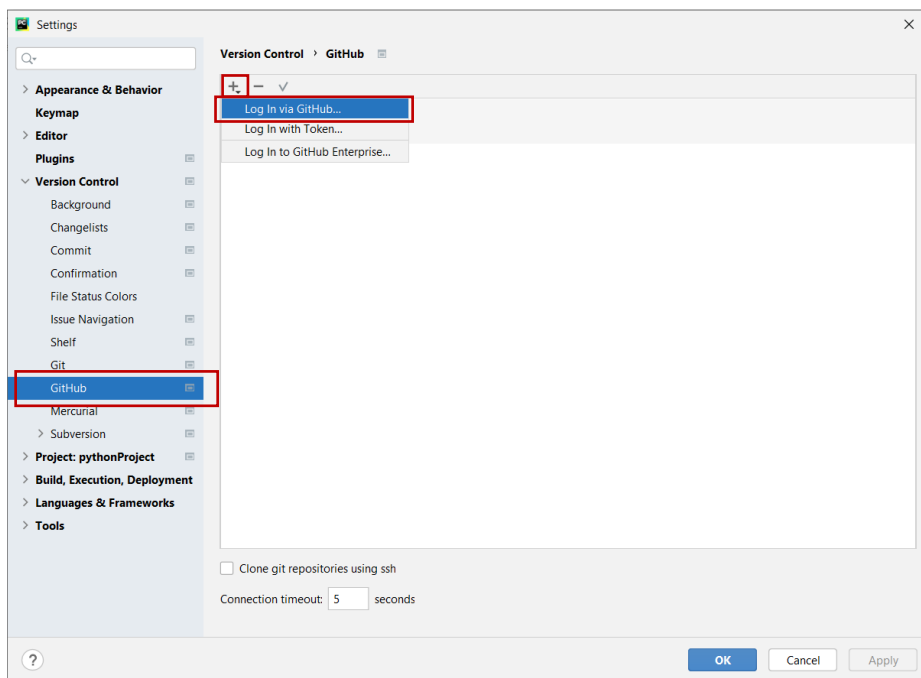 PC
Settings
Version Control › GitHub
Appearance & Behavior
Keymap
Editor
Plugins
Version Control
Background
Changelists
Commit
Confirmation
File Status Colors
Issue Navigation
Shelf
Git
GitHub
Mercurial
Subversion
Project: pythonProject
Build, Execution, Deployment
Languages & Frameworks
Tools
Log In via GitHub...
Log In with Token...
Log In to GitHub Enterprise...
Clone git repositories using ssh
Connection timeout: 5 seconds
?
OK Cancel Apply